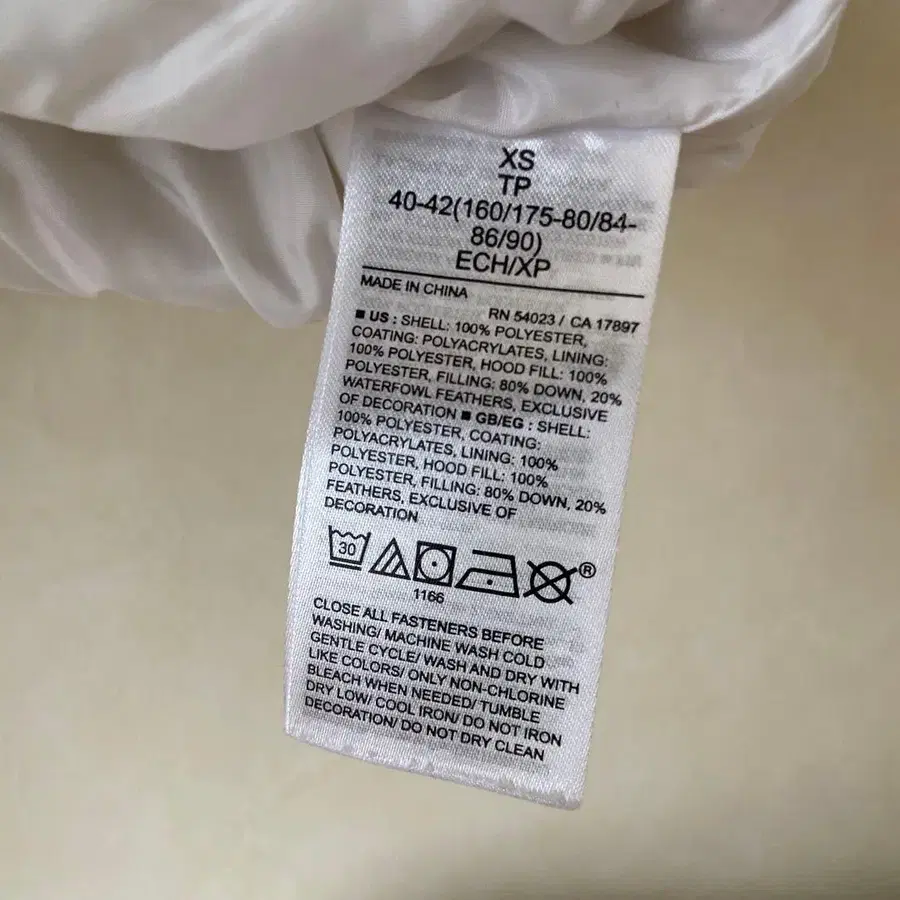 XS
TP
40-42(160/175-80/84-
86/90)
ECH/XP
MADE IN CHINA
RN 54023 / CA 17897
■ US : SHELL: 100% POLYESTER,
COATING: POLYACRYLATES, LINING:
100% POLYESTER, HOOD FILL: 100%
POLYESTER, FILLING: 80% DOWN, 20%
WATERFOWL FEATHERS, EXCLUSIVE
OF DECORATION ■ GB/EG : SHELL:
100% POLYESTER, COATING:
POLYACRYLATES, LINING: 100%
POLYESTER, HOOD FILL: 100%
POLYESTER, FILLING: 80% DOWN, 20%
FEATHERS, EXCLUSIVE OF
DECORATION
30
®
1166
CLOSE ALL FASTENERS BEFORE
WASHING/ MACHINE WASH COLD
GENTLE CYCLE/ WASH AND DRY WITH
LIKE COLORS/ ONLY NON-CHLORINE
BLEACH WHEN NEEDED/ TUMBLE
DRY LOW/ COOL IRON/ DO NOT IRON
DECORATION/ DO NOT DRY CLEAN